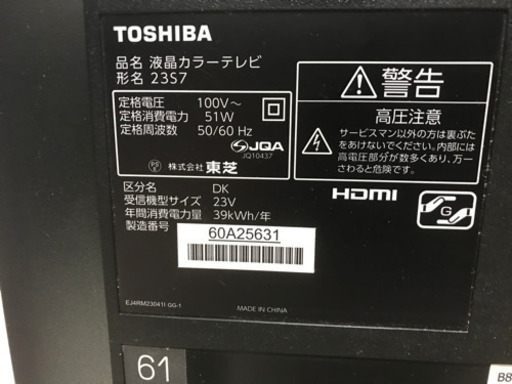 TOSHIBA
品名 液晶カラーテレビ
形名 23S7
定格電圧 100V～
定格消費電力 51W
定格周波数 50/60 Hz
JQA
JQ10437
PS
株式会社 東芝
区分名 DK
受信機型サイズ 23V
年間消費電力量 39kWh/年
製造番号
60A25631
EJ4RM23041I GG-1
MADE IN CHINA
警告
高圧注意
サービスマン以外の方は裏ぶた
をあけないでください。内部には
高電圧部分が数多くあり、万一
さわると危険です。
HDMI
G
61
B8